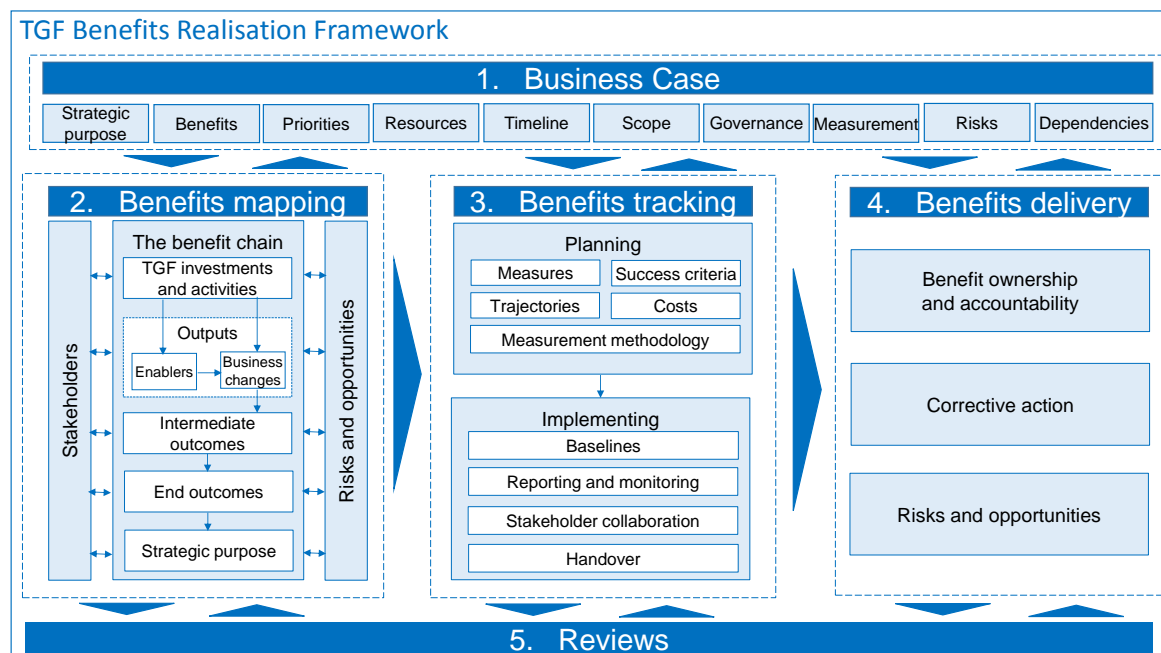 TGF Benefits Realisation Framework
1. Business Case
Strategic
purpose
Benefits
Priorities
Resources
Timeline
Scope
Governance
Measurement
Risks
Dependencies
2. Benefits mapping
Stakeholders
The benefit chain
TGF investments
and activities
Outputs
Enablers
Business
changes
Intermediate
outcomes
End outcomes
Strategic purpose
Risks and opportunities
3. Benefits tracking
Planning
Measures
Success criteria
Trajectories
Costs
Measurement methodology
Implementing
Baselines
Reporting and monitoring
Stakeholder collaboration
Handover
4. Benefits delivery
Benefit ownership
and accountability
Corrective action
Risks and opportunities
5. Reviews